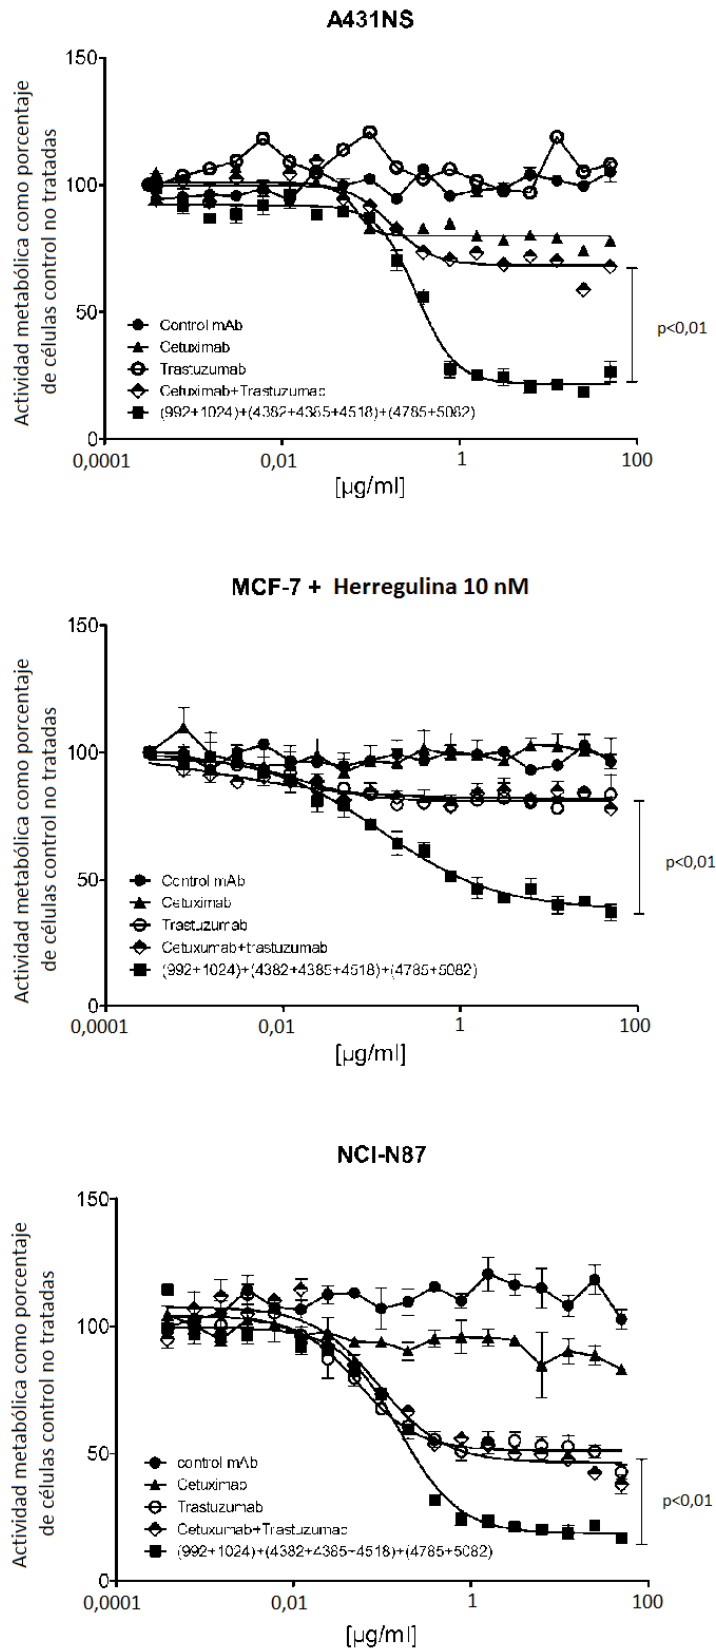 A431NS
Actividad metabólica como porcentaje
de células control no tratadas
150
100
50
0
Control mAb
Cetuximab
Trastuzumab
Cetuximab+Trastuzumac
(992+1024)+(4382+4385+4518)+(4785+5082)
p<0,01
0,0001
0,01
1
100
[µg/ml]
MCF-7 + Herregulina 10 nM
Actividad metabólica como porcentaje
de células control no tratadas
150
100
50
0
Control mAb
Cetuximab
Trastuzumab
Cetuxumab+trastuzumab
(992+1024)+(4382+4385+4518)+(4785+5082)
p<0,01
0,0001
0,01
1
100
[µg/ml]
NCI-N87
Actividad metabólica como porcentaje
de células control no tratadas
150
100
50
0
control mAb
Cetuximap
Trastuzumab
Cetuxumab+Trastuzumac
(992+1024)+(4382+4385+4518)+(4785+5082)
p<0,01
0,0001
0,01
1
100
[µg/ml]